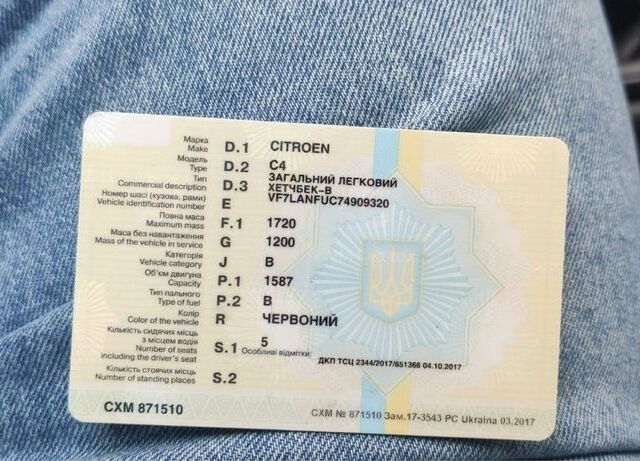 Марка
Make D.1 CITROEN
Модель
Type D.2 C4
Тип
Commercial description D.3 ЗАГАЛЬНИЙ ЛЕГКОВИЙ
ХЕТЧБЕК-В
Номер шасі (кузова, рами)
Vehicle identification number E VF7LANFUC74909320
Повна маса
Maximum mass F.1 1720
Маса без навантаження
Mass of the vehicle in service G 1200
Категорія
Vehicle category J B
Об'єм двигуна
Capacity P.1 1587
Тип пального
Type of fuel P.2 B
Колір
Color of the vehicle R ЧЕРВОНИЙ
Кількість сидячих місць
з місцем водія
Number of seats
including the driver's seat S.1 5
Особливі відмітки:
ДКП ТСЦ 2344/2017/651366 04.10.2017
Кількість стоячих місць
Number of standing places S.2
СХМ 871510
СХМ № 871510 Зам.17-3543 PC Ukraina 03.2017